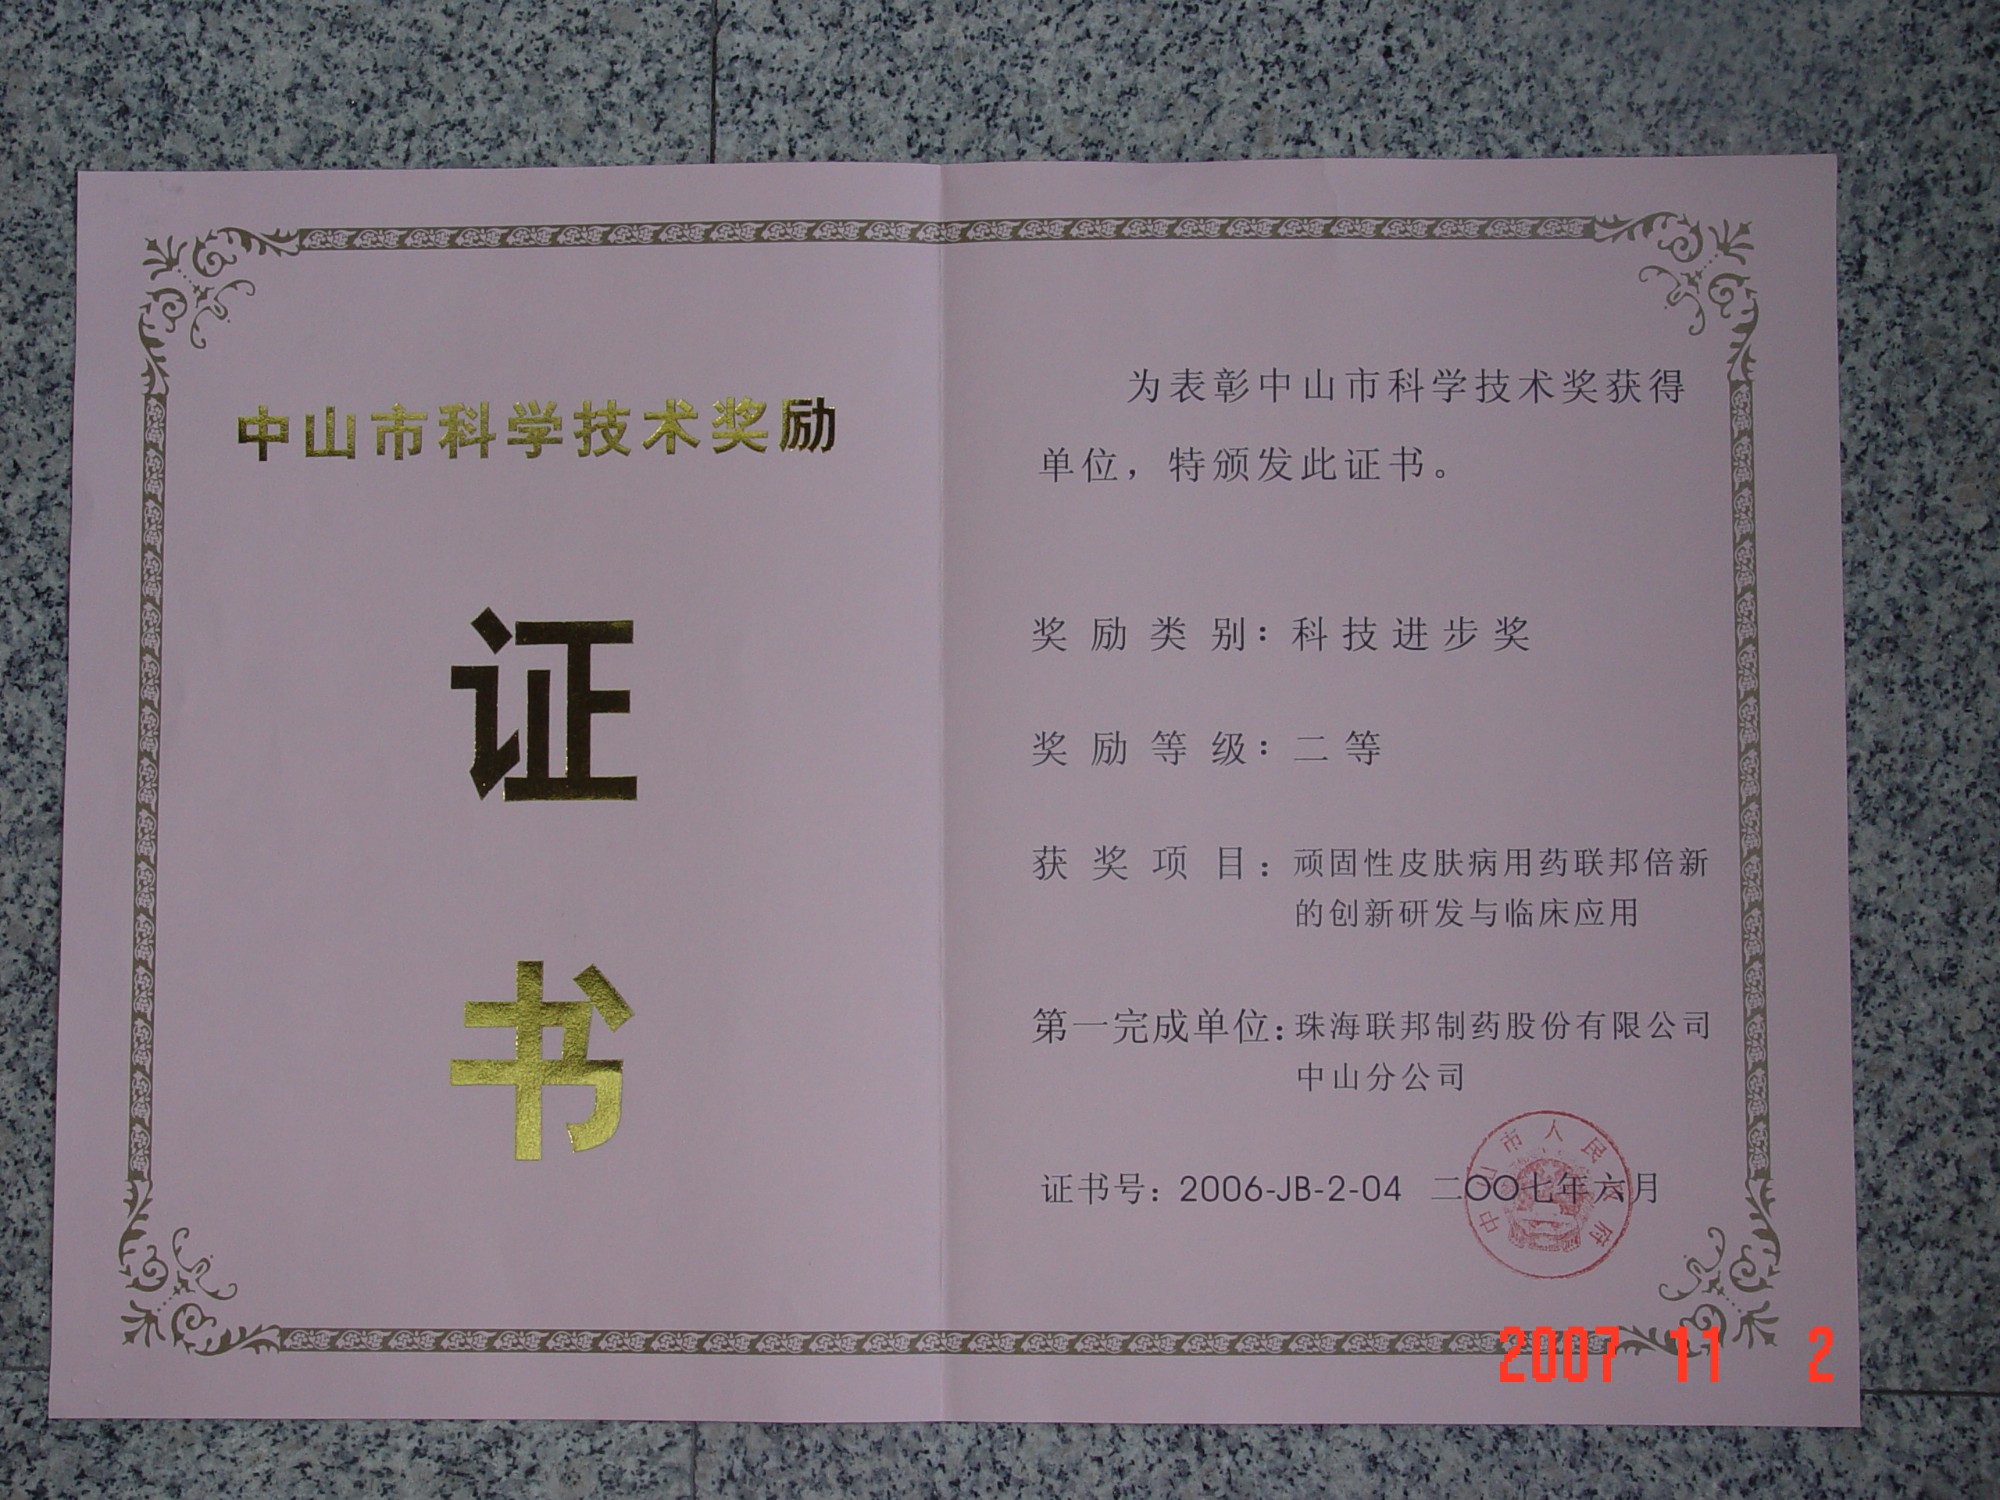 中山市科学技术奖励
证
书
为表彰中山市科学技术奖获得
单位，特颁发此证书。
奖励类别：科技进步奖
奖励等级：二等
获奖项目：顽固性皮肤病用药联邦倍新
的创新研发与临床应用
第一完成单位：珠海联邦制药股份有限公司
中山分公司
证书号：2006-JB-2-04 二〇〇七年六月
中山市人民政府
2007 11 2